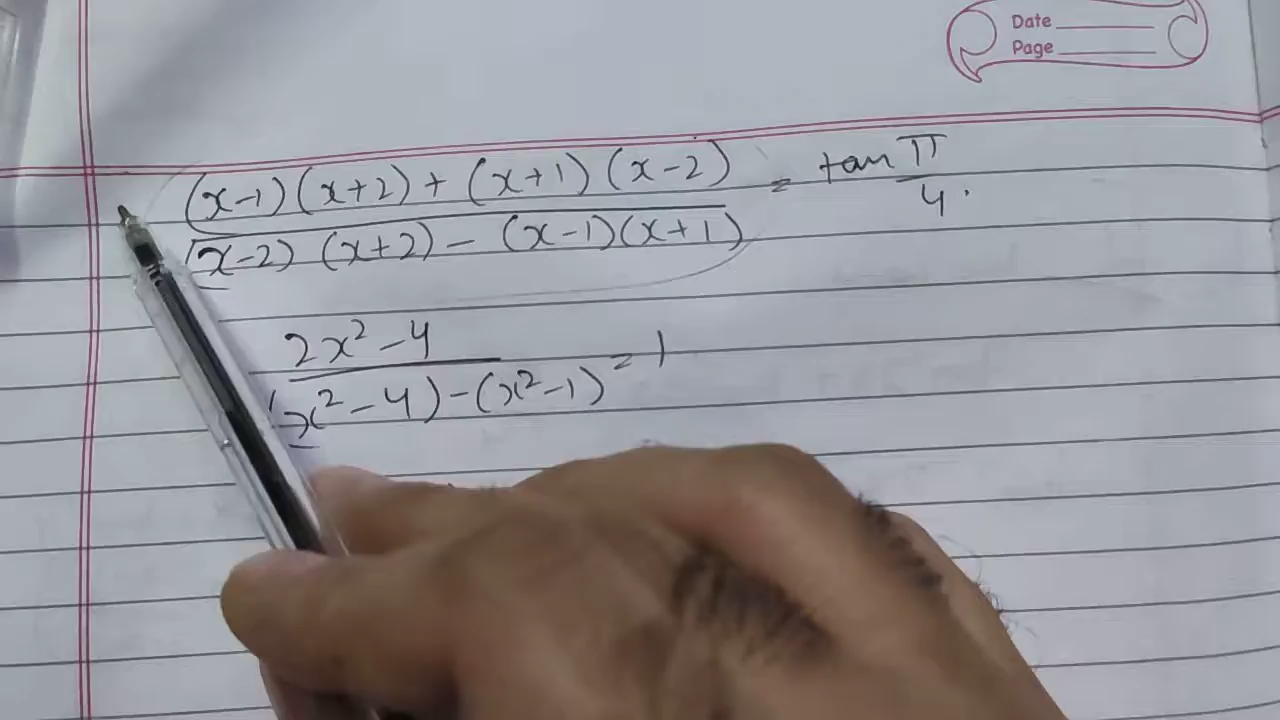 Date
Page
(x-1)(x+2) + (x+1)(x-2) = tan π
(x-2) (x+2) - (x-1)(x+1) 4.
2x² - 4 = 1
(x² - 4) - (x² - 1)